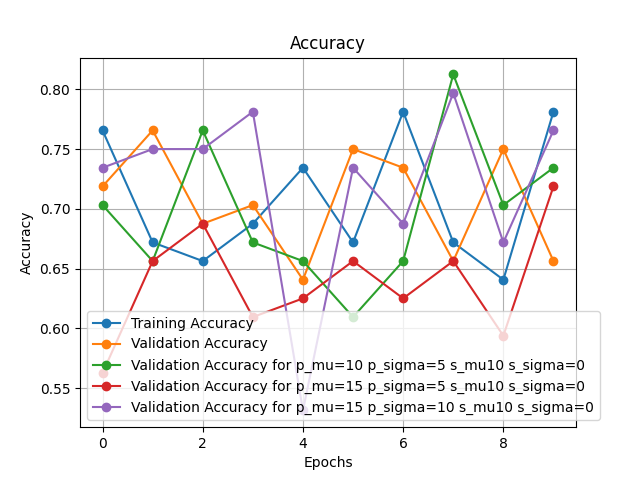 Accuracy
0.80
0.75
0.70
0.65
0.60
0.55
Accuracy
Training Accuracy
Validation Accuracy
Validation Accuracy for p_mu=10 p_sigma=5 s_mu10 s_sigma=0
Validation Accuracy for p_mu=15 p_sigma=5 s_mu10 s_sigma=0
Validation Accuracy for p_mu=15 p_sigma=10 s_mu10 s_sigma=0
0 2 4 6 8
Epochs